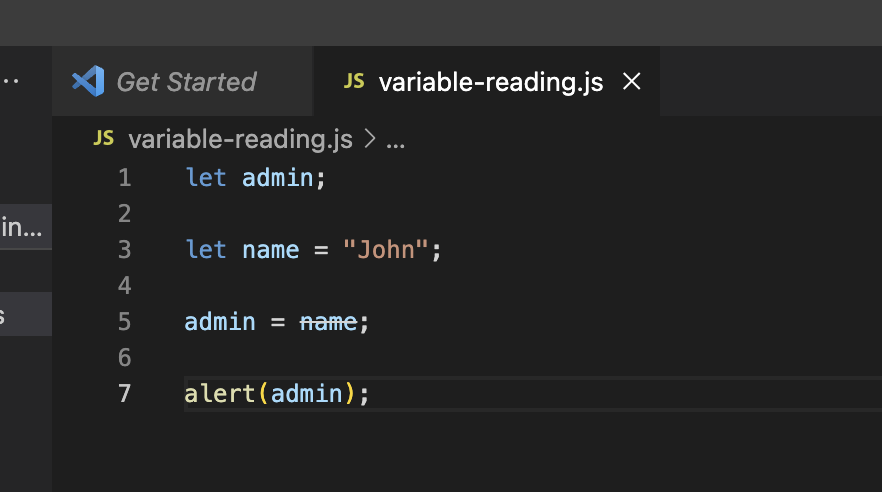 Get Started
JS variable-reading.js
JS variable-reading.js > ...
in...
s
1 let admin;
2
3 let name = "John";
4
5 admin = name;
6
7 alert(admin);